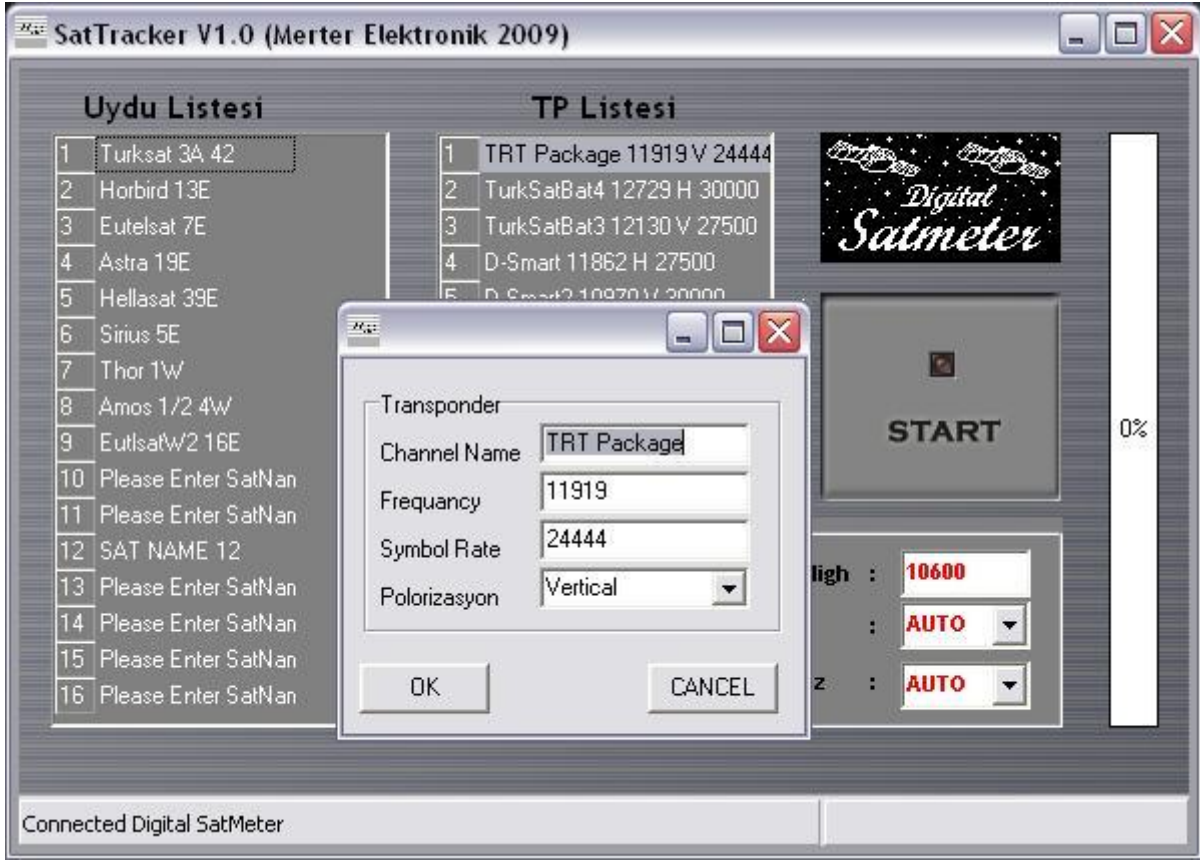 SatTracker V1.0 (Merter Elektronik 2009)
Uydu Listesi
1 Turksat 3A 42
2 Horbird 13E
3 Eutelsat 7E
4 Astra 19E
5 Hellasat 39E
6 Sirius 5E
7 Thor 1W
8 Amos 1/2 4W
9 EutlsatW2 16E
10 Please Enter SatNan
11 Please Enter SatNan
12 SAT NAME 12
13 Please Enter SatNan
14 Please Enter SatNan
15 Please Enter SatNan
16 Please Enter SatNan
TP Listesi
1 TRT Package 11919 V 24444
2 TurkSatBat4 12729 H 30000
3 TurkSatBat3 12130 V 27500
4 D-Smart 11862 H 27500
5 D-Smart2 10970 V 30000
Digital
Satmeter
START
0%
Transponder
Channel Name TRT Package
Frequancy 11919
Symbol Rate 24444
Polorizasyon Vertical
OK CANCEL
: 10600
: AUTO
z : AUTO
Connected Digital SatMeter